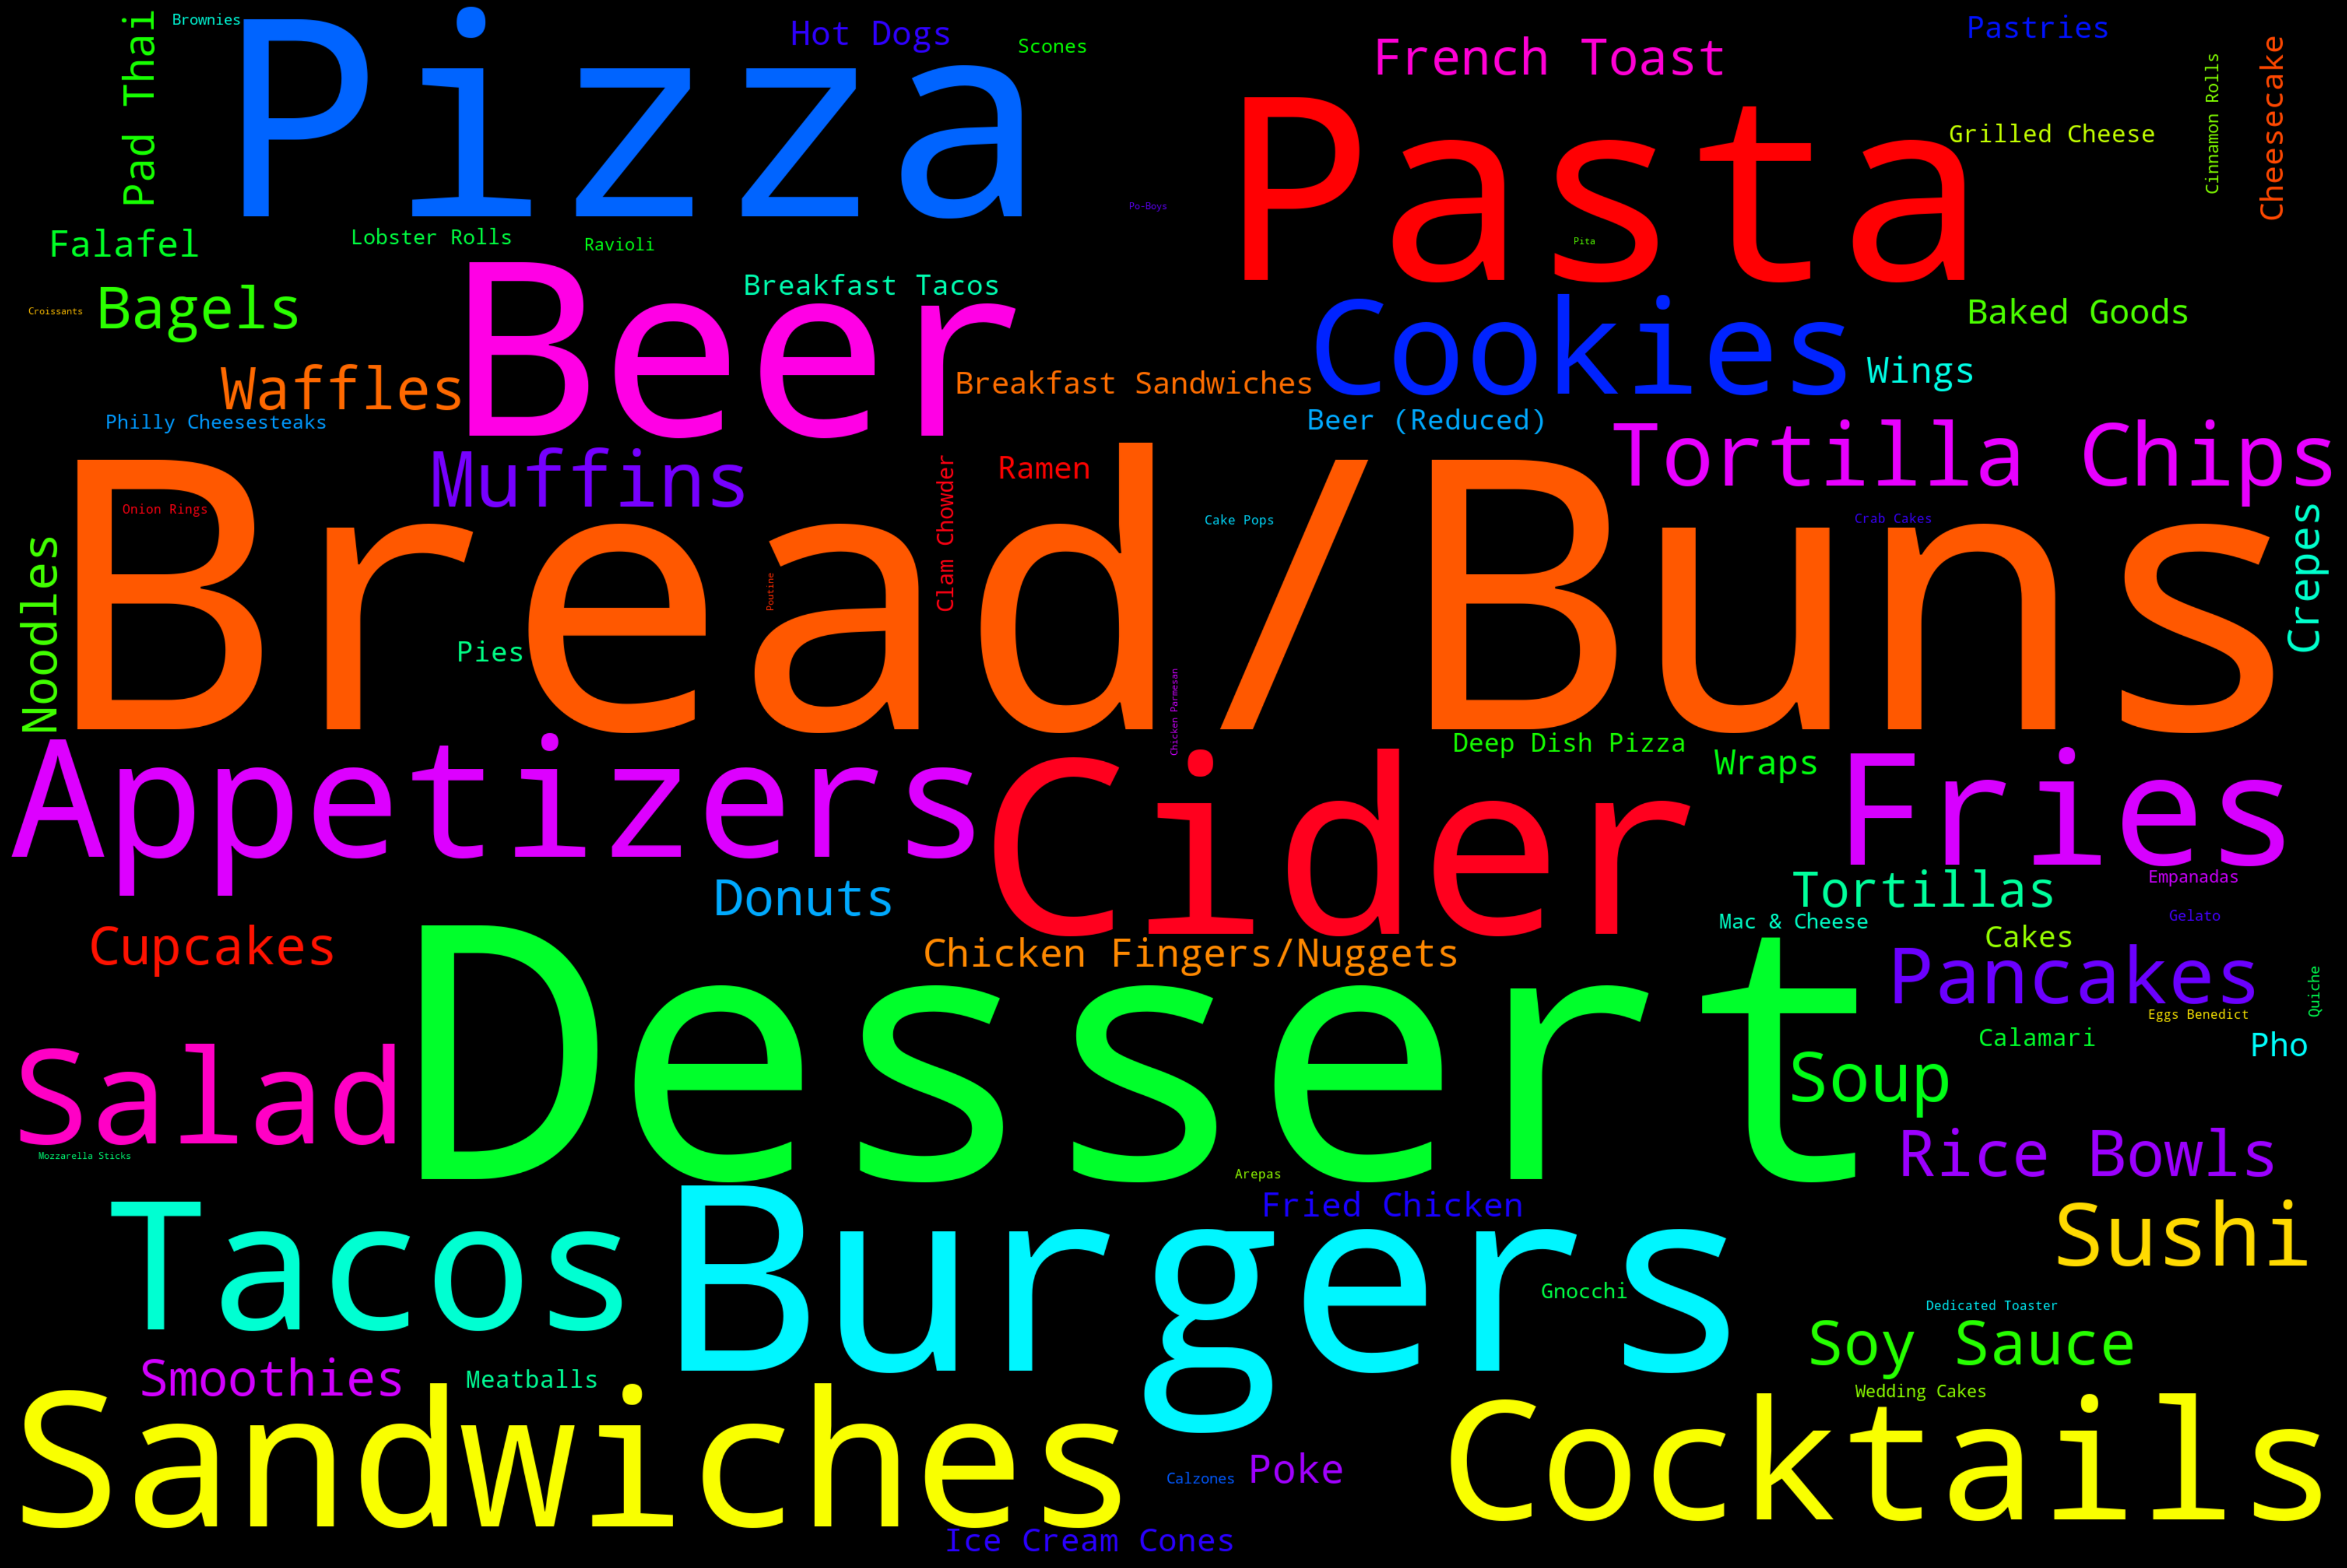 Pad Thai
Brownies
Pizza
Hot Dogs
Scones
French Toast
Pastries
Cinnamon Rolls
Cheesecake
Grilled Cheese
Pasta
Po-Boys
Pita
Falafel
Lobster Rolls
Ravioli
Breakfast Tacos
Croissants
Bagels
Beer
Cookies
Baked Goods
Waffles
Breakfast Sandwiches
Wings
Philly Cheesesteaks
Beer (Reduced)
Muffins
Ramen
Tortilla Chips
Onion Rings
Clam Chowder
Cake Pops
Crab Cakes
Crepes
Noodles
Bread/Buns
Poutine
Pies
Chicken Parmesan
Deep Dish Pizza
Wraps
Appetizers
Cider
Fries
Donuts
Tortillas
Empanadas
Mac & Cheese
Gelato
Cupcakes
Chicken Fingers/Nuggets
Cakes
Pancakes
Quiche
Eggs Benedict
Dessert
Calamari
Pho
Salad
Soup
Mozzarella Sticks
Rice Bowls
Arepas
Fried Chicken
Tacos
Burgers
Sushi
Gnocchi
Dedicated Toaster
Soy Sauce
Smoothies
Meatballs
Wedding Cakes
Sandwiches
Cocktails
Calzones
Poke
Ice Cream Cones